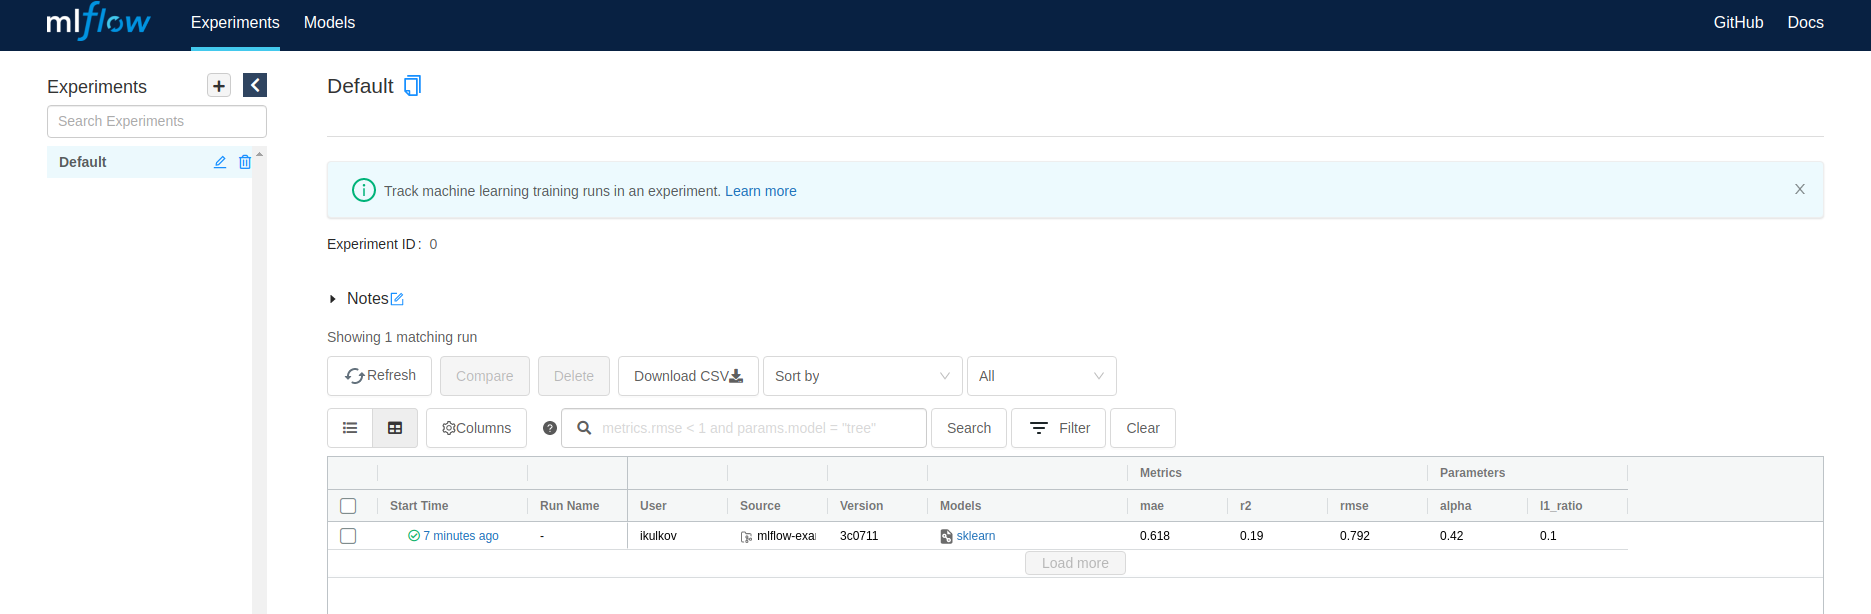 mlflow Experiments Models GitHub Docs
Experiments +
Search Experiments
Default
Default
Track machine learning training runs in an experiment. Learn more
Experiment ID: 0
Notes
Showing 1 matching run
Refresh Compare Delete Download CSV Sort by All
Columns ? metrics.rmse < 1 and params.model = "tree" Search Filter Clear
Metrics Parameters
Start Time Run Name User Source Version Models mae r2 rmse alpha l1_ratio
7 minutes ago - ikulkov mlflow-exa 3c0711 sklearn 0.618 0.19 0.792 0.42 0.1
Load more